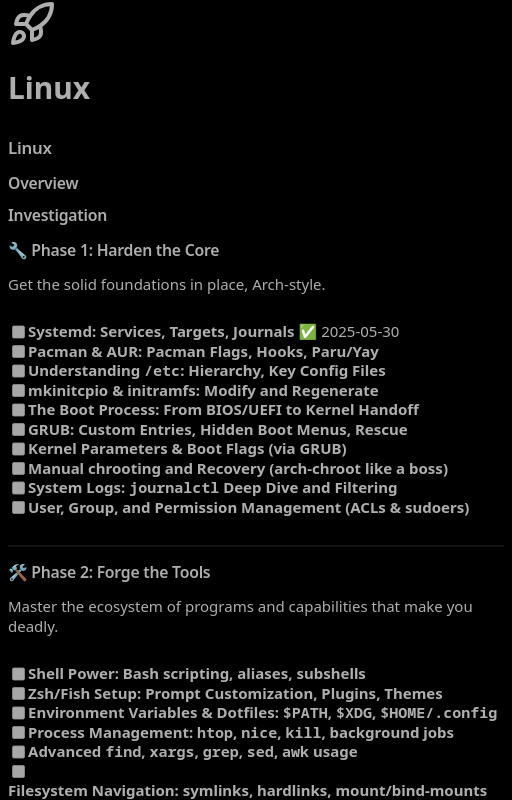 Linux
Linux
Overview
Investigation
🔧 Phase 1: Harden the Core
Get the solid foundations in place, Arch-style.
Systemd: Services, Targets, Journals ✅ 2025-05-30
Pacman & AUR: Pacman Flags, Hooks, Paru/Yay
Understanding /etc: Hierarchy, Key Config Files
mkinitcpio & initramfs: Modify and Regenerate
The Boot Process: From BIOS/UEFI to Kernel Handoff
GRUB: Custom Entries, Hidden Boot Menus, Rescue
Kernel Parameters & Boot Flags (via GRUB)
Manual chrooting and Recovery (arch-chroot like a boss)
System Logs: journalctl Deep Dive and Filtering
User, Group, and Permission Management (ACLs & sudoers)
🛠️ Phase 2: Forge the Tools
Master the ecosystem of programs and capabilities that make you
deadly.
Shell Power: Bash scripting, aliases, subshells
Zsh/Fish Setup: Prompt Customization, Plugins, Themes
Environment Variables & Dotfiles: $PATH, $XDG, $HOME/.config
Process Management: htop, nice, kill, background jobs
Advanced find, xargs, grep, sed, awk usage
Filesystem Navigation: symlinks, hardlinks, mount/bind-mounts